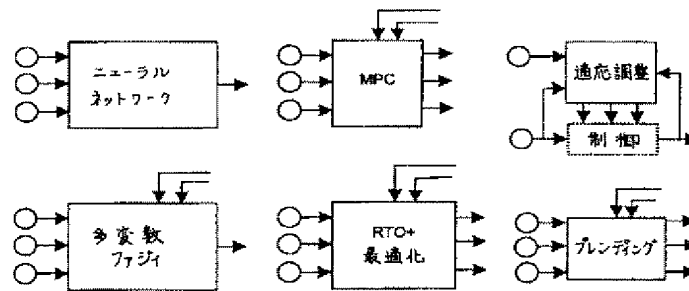 ニューラル
ネットワーク
MPC
適応調整
制御
多変数
ファジィ
RTO+
最適化
ブレンディング